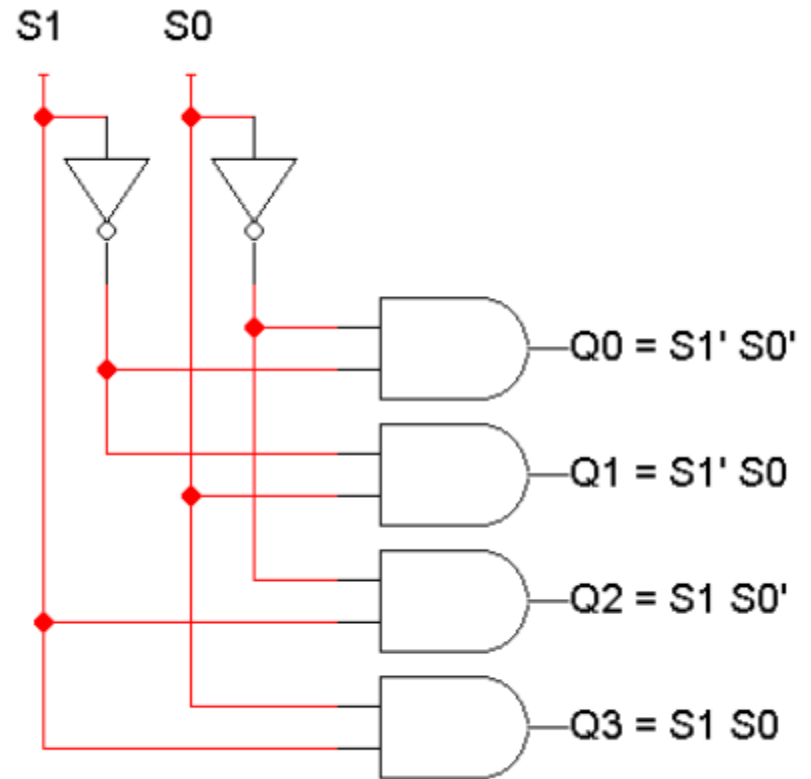 S1 S0
Q0 = S1' S0'
Q1 = S1' S0
Q2 = S1 S0'
Q3 = S1 S0